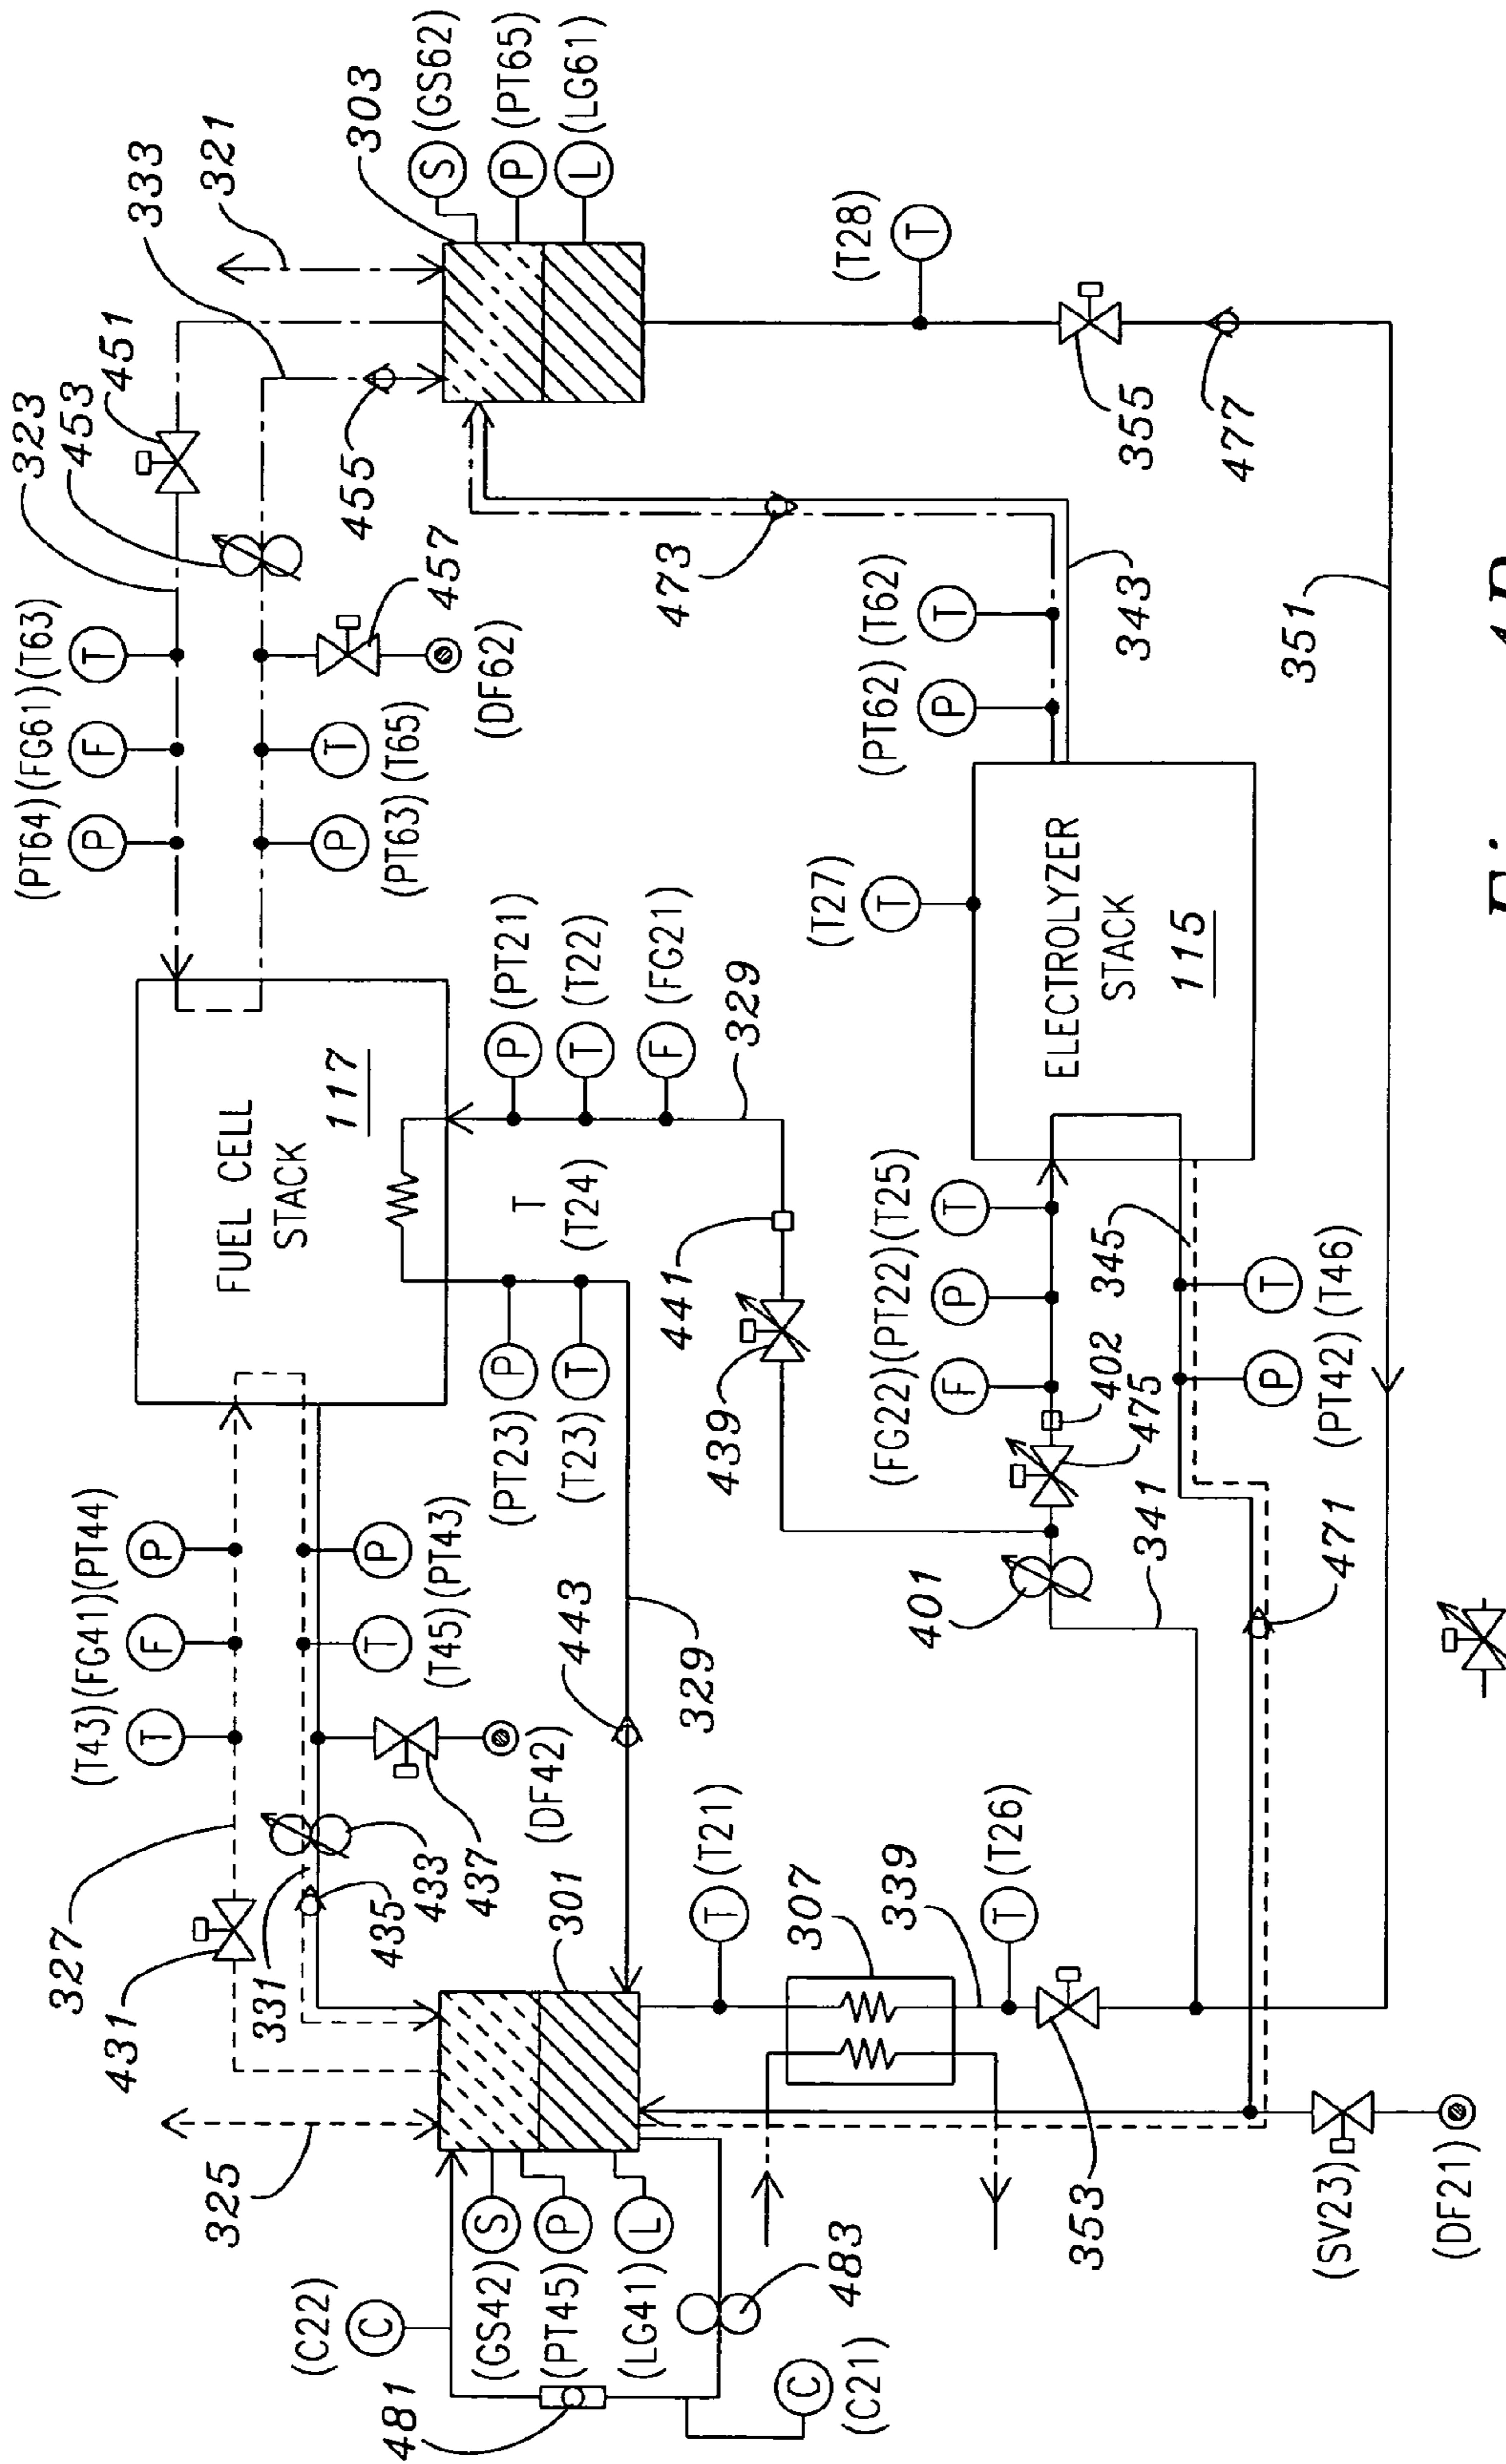 (C22)
C
481
(GS42)
S
(PT45)
P
(LG41)
L
483
C
(C21)
325
431
327
331
435
433
437
(DF42)
301
(T43)(FG41)(PT44)
T
F
P
T
P
(T45)(PT43)
FUEL CELL
STACK
117
(PT64)(FG61)(T63)
P
F
T
323
453
451
333
321
303
S (GS62)
P (PT65)
L (LG61)
P
T
(PT63)(T65)
457
(DF62)
455
443
329
(PT23) P
(T23) T
T
(T24)
P (PT21)
T (T22)
F (FG21)
329
441
439
T (T21)
307
339
T (T26)
353
(SV23)
(DF21)
401
341
471
475
402
(FG22)(PT22)(T25)
F
P
T
345
P
T
(PT42)(T46)
(T27)
T
ELECTROLYZER
STACK
115
(PT62)(T62)
P
T
473
343
(T28)
T
355
477
351